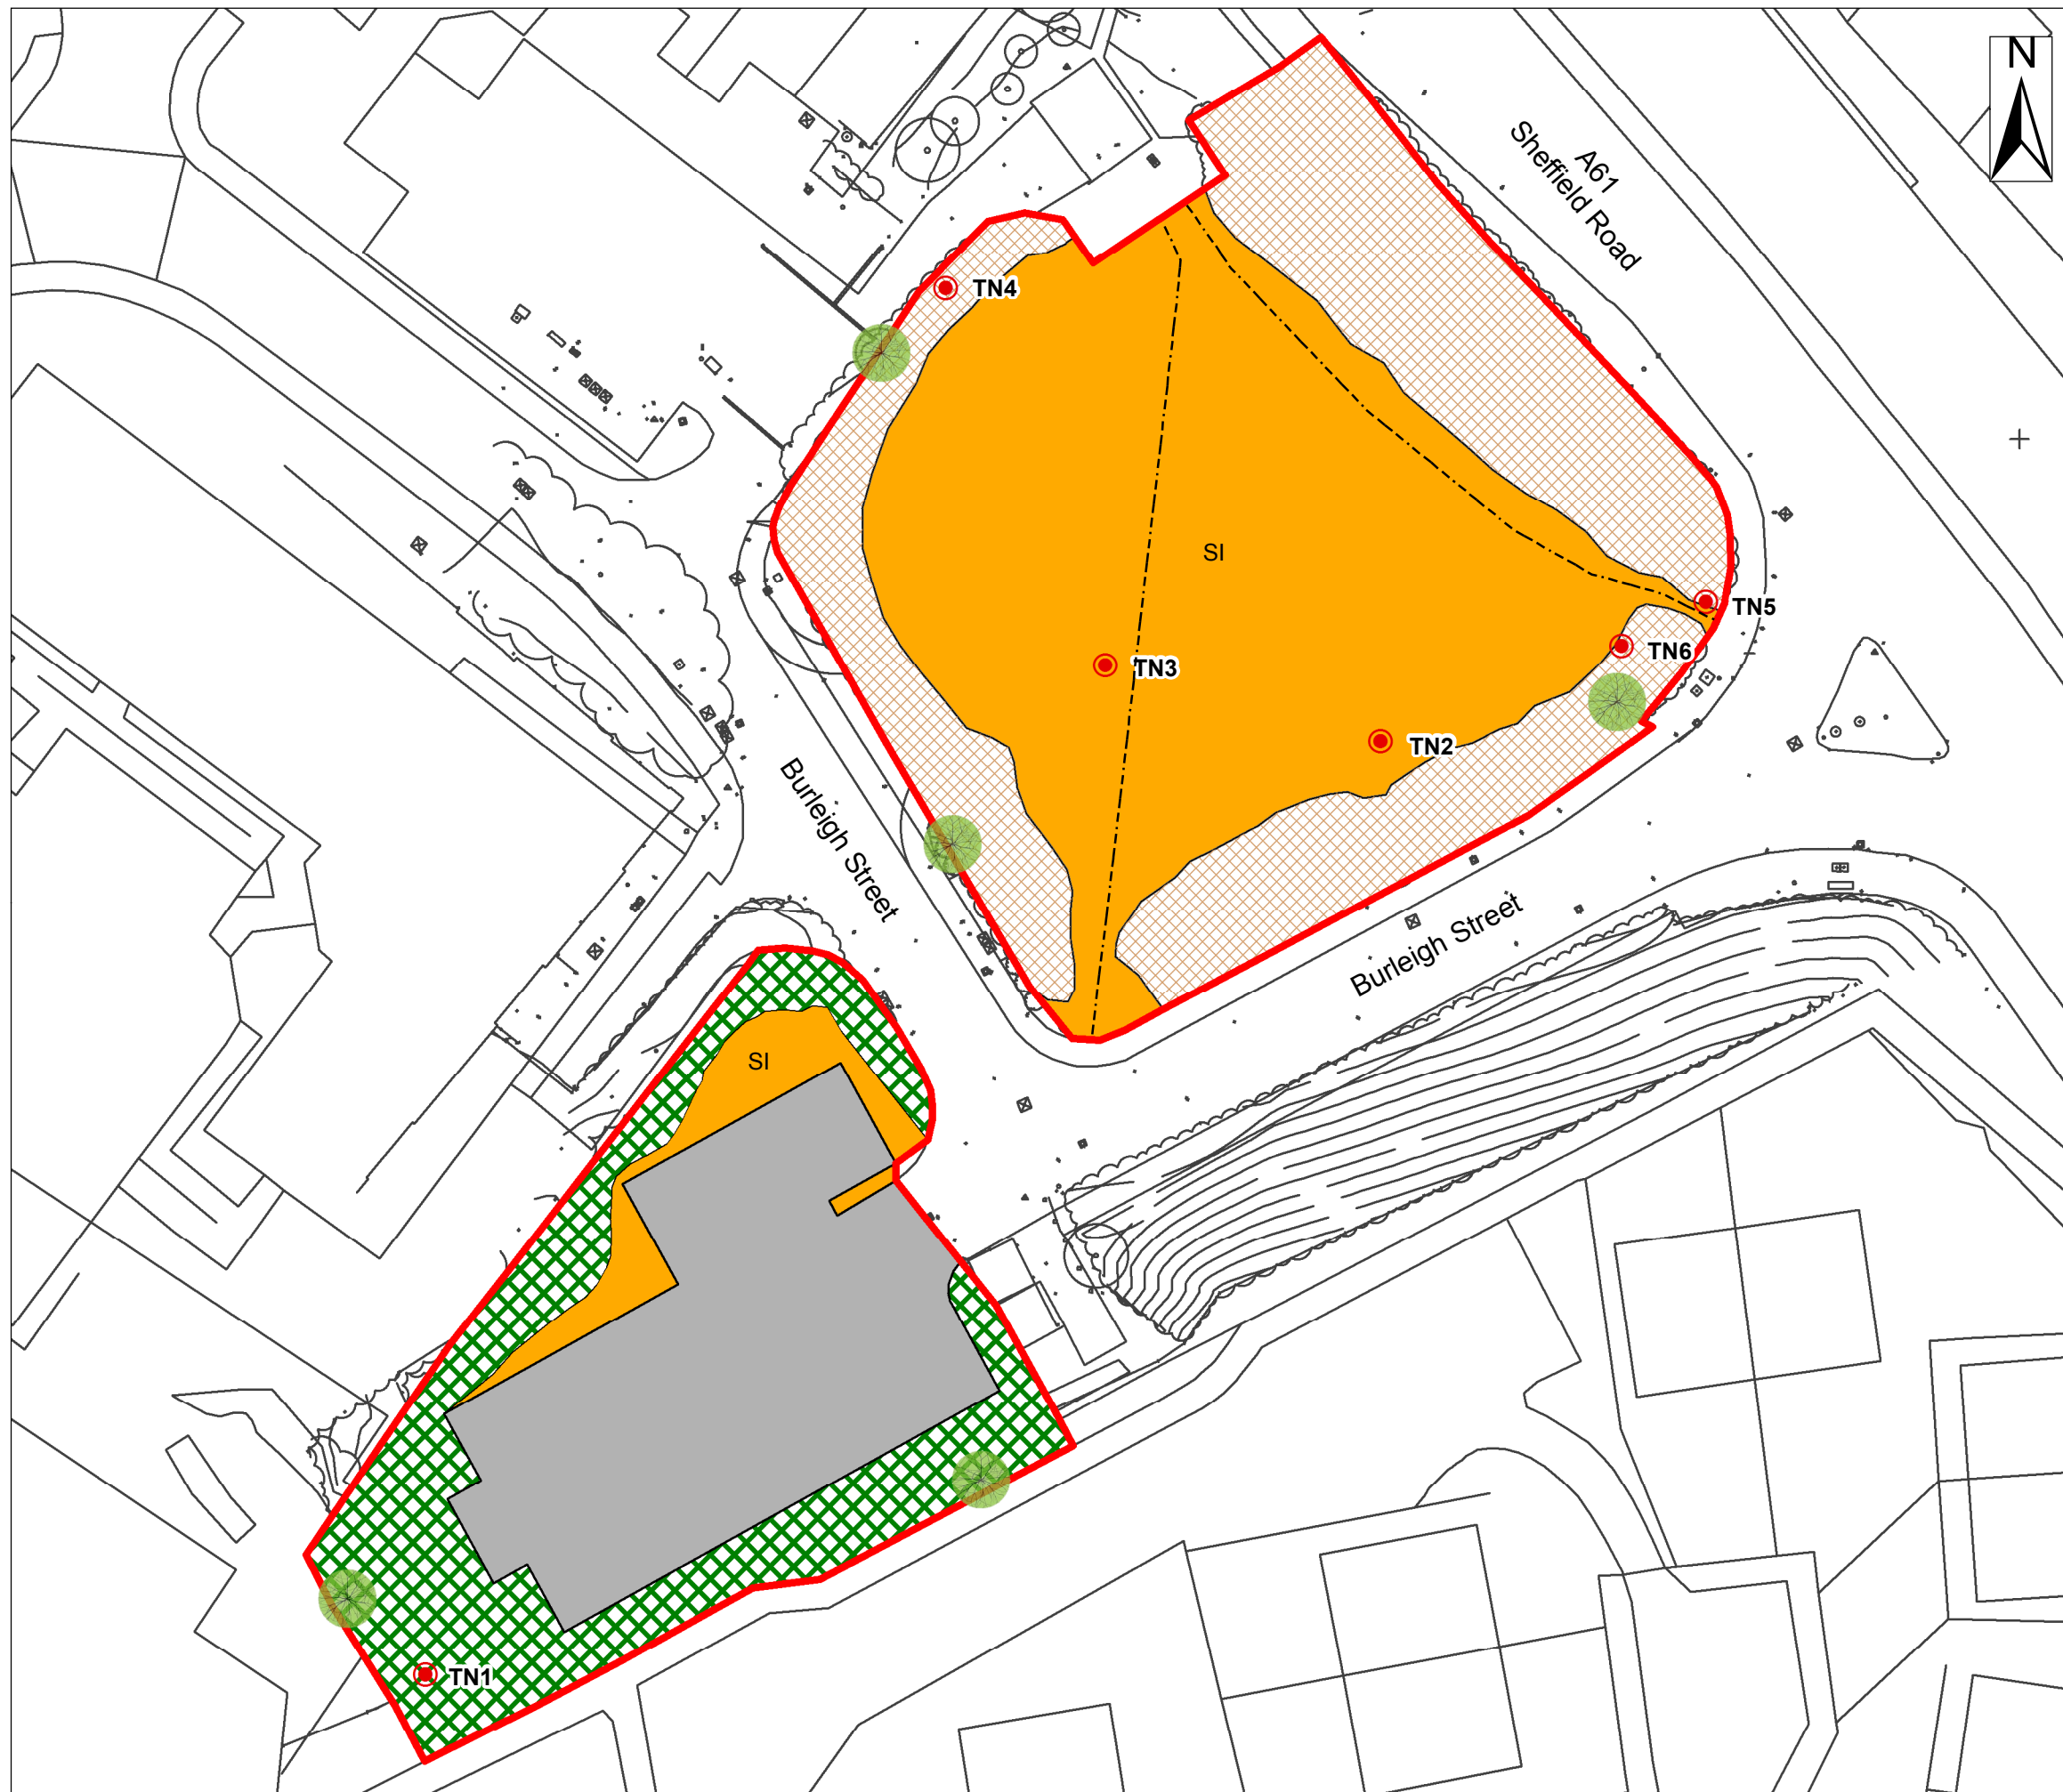 N
A61
Sheffield Road
TN4
SI
TN5
TN6
TN3
TN2
Burleigh Street
Burleigh Street
SI
TN1